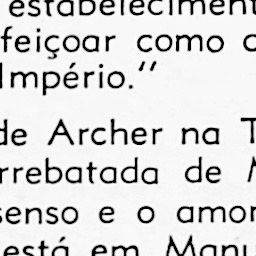 estabeleciment
feiçoar como o
Império."
de Archer na T
rrebatada de M
senso e o amor
está em Manu